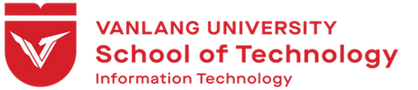 VANLANG UNIVERSITY
School of Technology
Information Technology